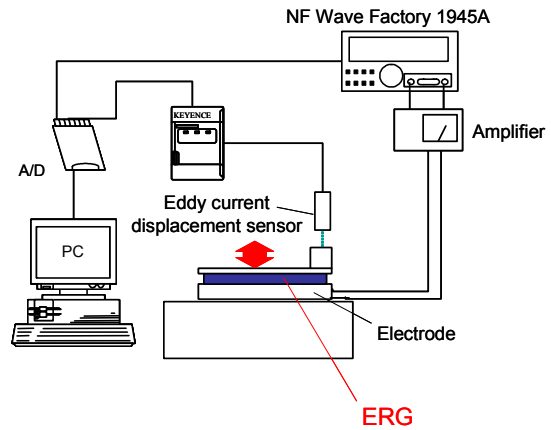 NF Wave Factory 1945A
KEYENCE
Amplifier
A/D
Eddy current
displacement sensor
PC
Electrode
ERG